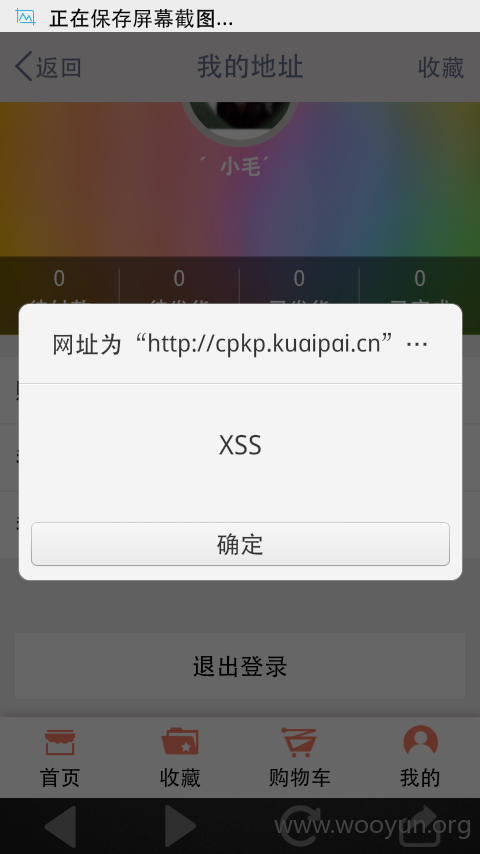 正在保存屏幕截图...
返回
我的地址
收藏
´ 小毛´
0 0 0 0
网址为“http://cpkp.kuaipai.cn” ...
XSS
确定
退出登录
首页 收藏 购物车 我的
www.wooyun.org